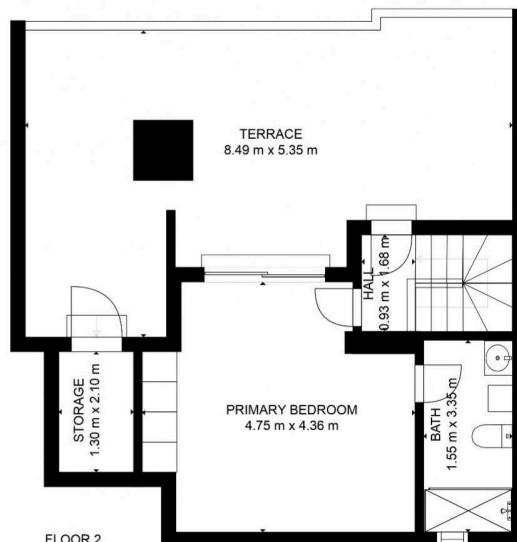 TERRACE
8.49 m x 5.35 m
HALL
0.93 m x 1.68 m
STORAGE
1.30 m x 2.10 m
PRIMARY BEDROOM
4.75 m x 4.36 m
BATH
1.55 m x 3.35 m
FLOOR 2